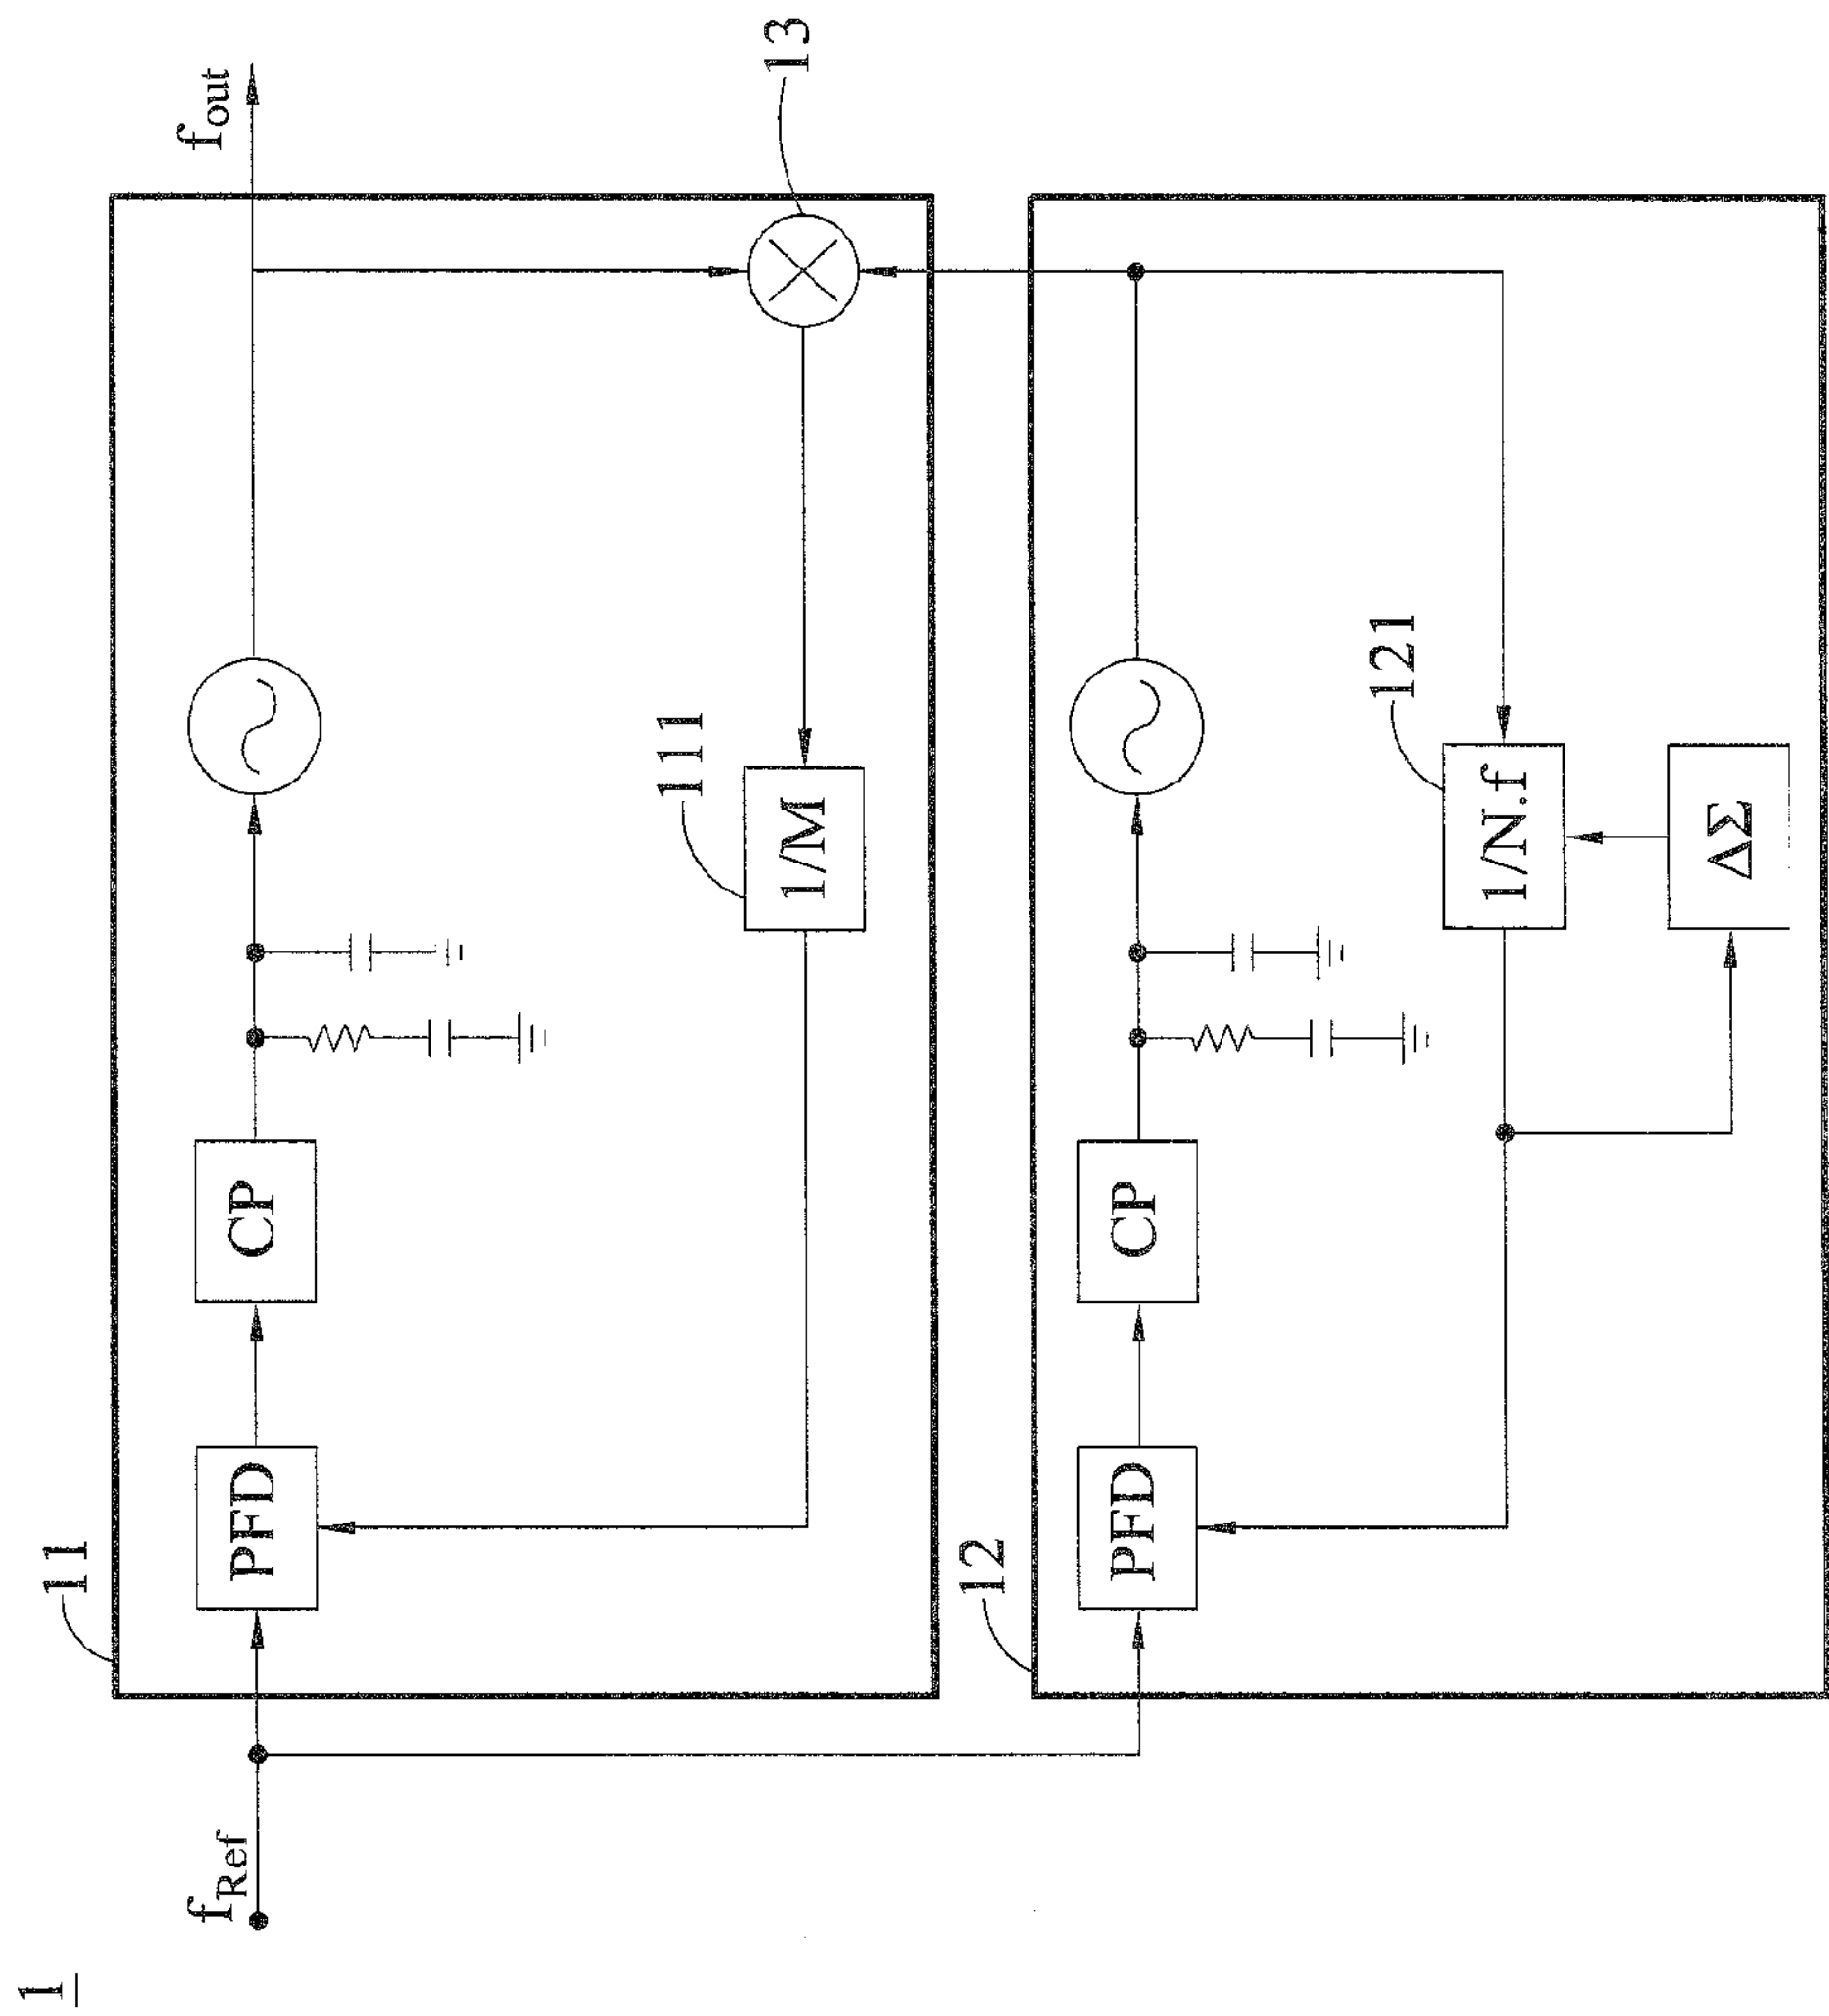 1
f_Ref
11
PFD
CP
f_out
111
1/M
13
12
PFD
CP
121
1/N.f
ΔΣ